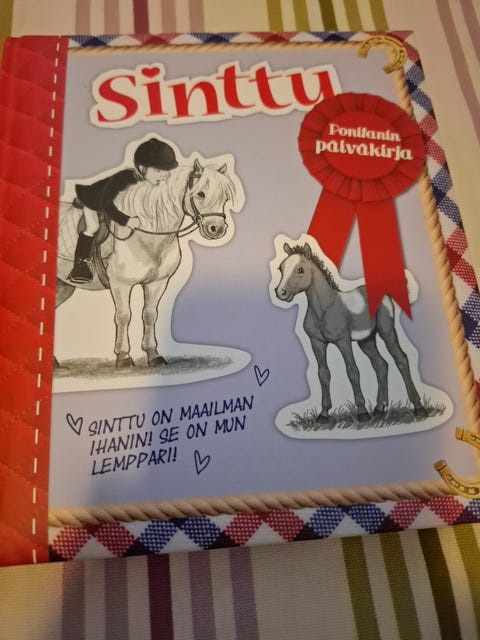 Sinttu
Ponifanin
päiväkirja
SINTTU ON MAAILMAN
IHANIN! SE ON MUN
LEMPPARI!